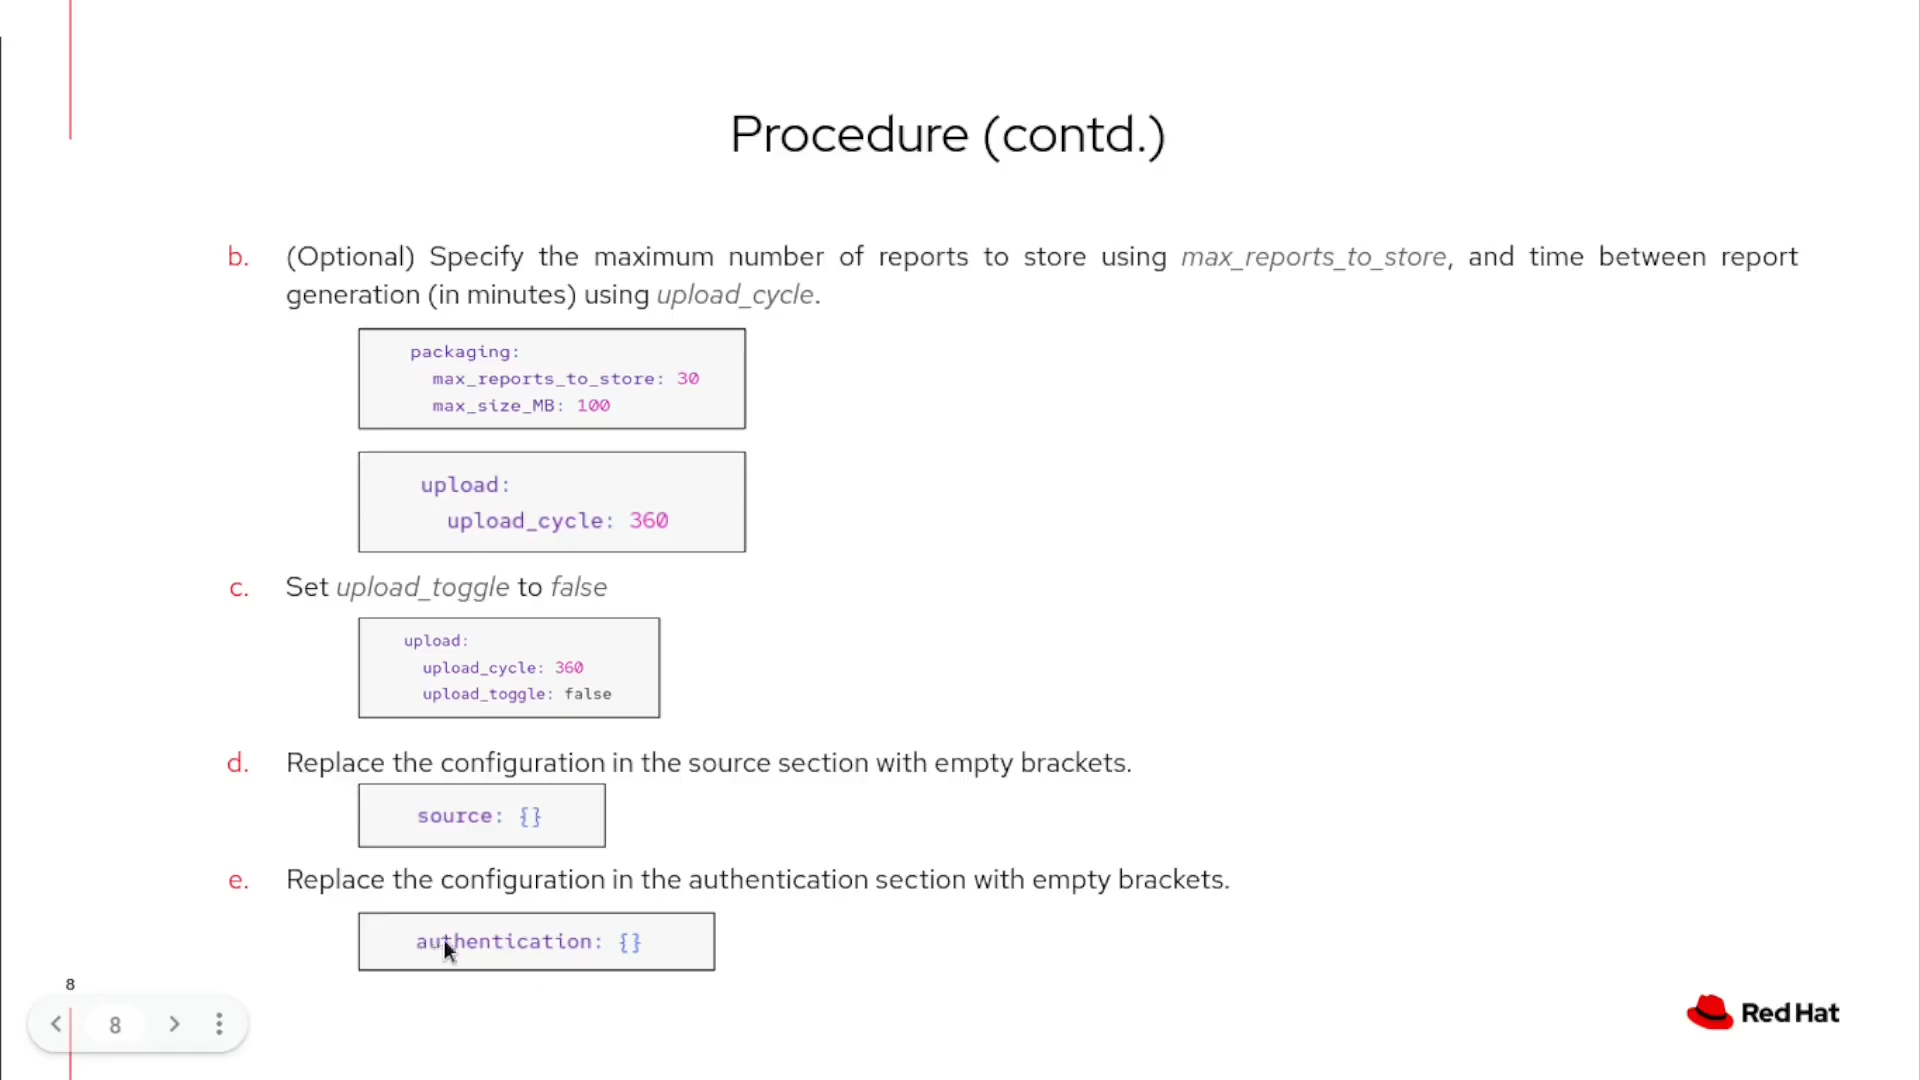 Procedure (contd.)
b. (Optional) Specify the maximum number of reports to store using max_reports_to_store, and time between report
generation (in minutes) using upload_cycle.
packaging:
max_reports_to_store: 30
max_size_MB: 100
upload:
upload_cycle: 360
c. Set upload_toggle to false
upload:
upload_cycle: 360
upload_toggle: false
d. Replace the configuration in the source section with empty brackets.
source: {}
e. Replace the configuration in the authentication section with empty brackets.
authentication: {}
8
8
Red Hat